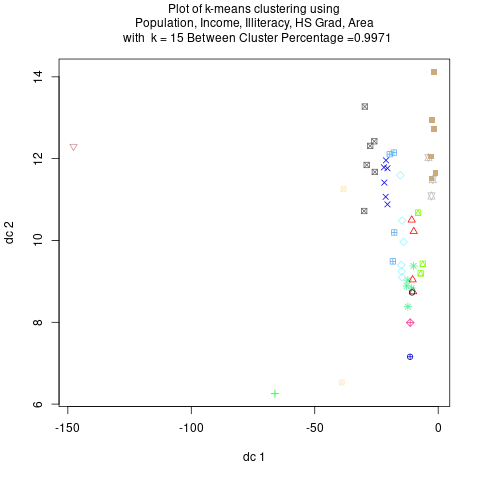 Plot of k-means clustering using
Population, Income, Illiteracy, HS Grad, Area
with k = 15 Between Cluster Percentage =0.9971
14
12
10
8
6
dc 2
-150
-100
-50
0
dc 1